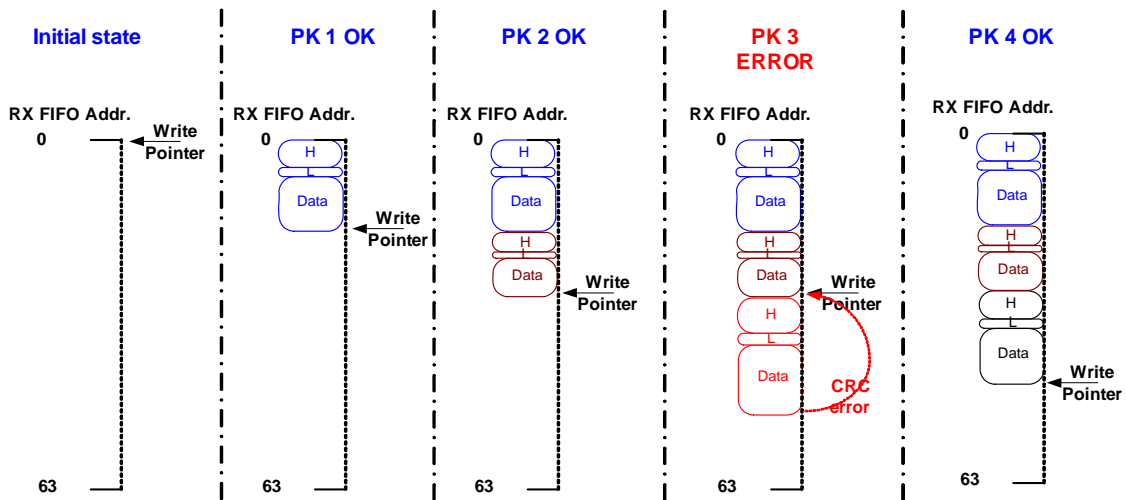 Initial state
RX FIFO Addr.
0
Write
Pointer
63
PK 1 OK
RX FIFO Addr.
0
H
L
Data
Write
Pointer
63
PK 2 OK
RX FIFO Addr.
0
H
L
Data
H
L
Data
Write
Pointer
63
PK 3
ERROR
RX FIFO Addr.
0
H
L
Data
H
L
Data
Write
Pointer
H
L
Data
CRC
error
63
PK 4 OK
RX FIFO Addr.
0
H
L
Data
H
L
Data
H
L
Data
Write
Pointer
63